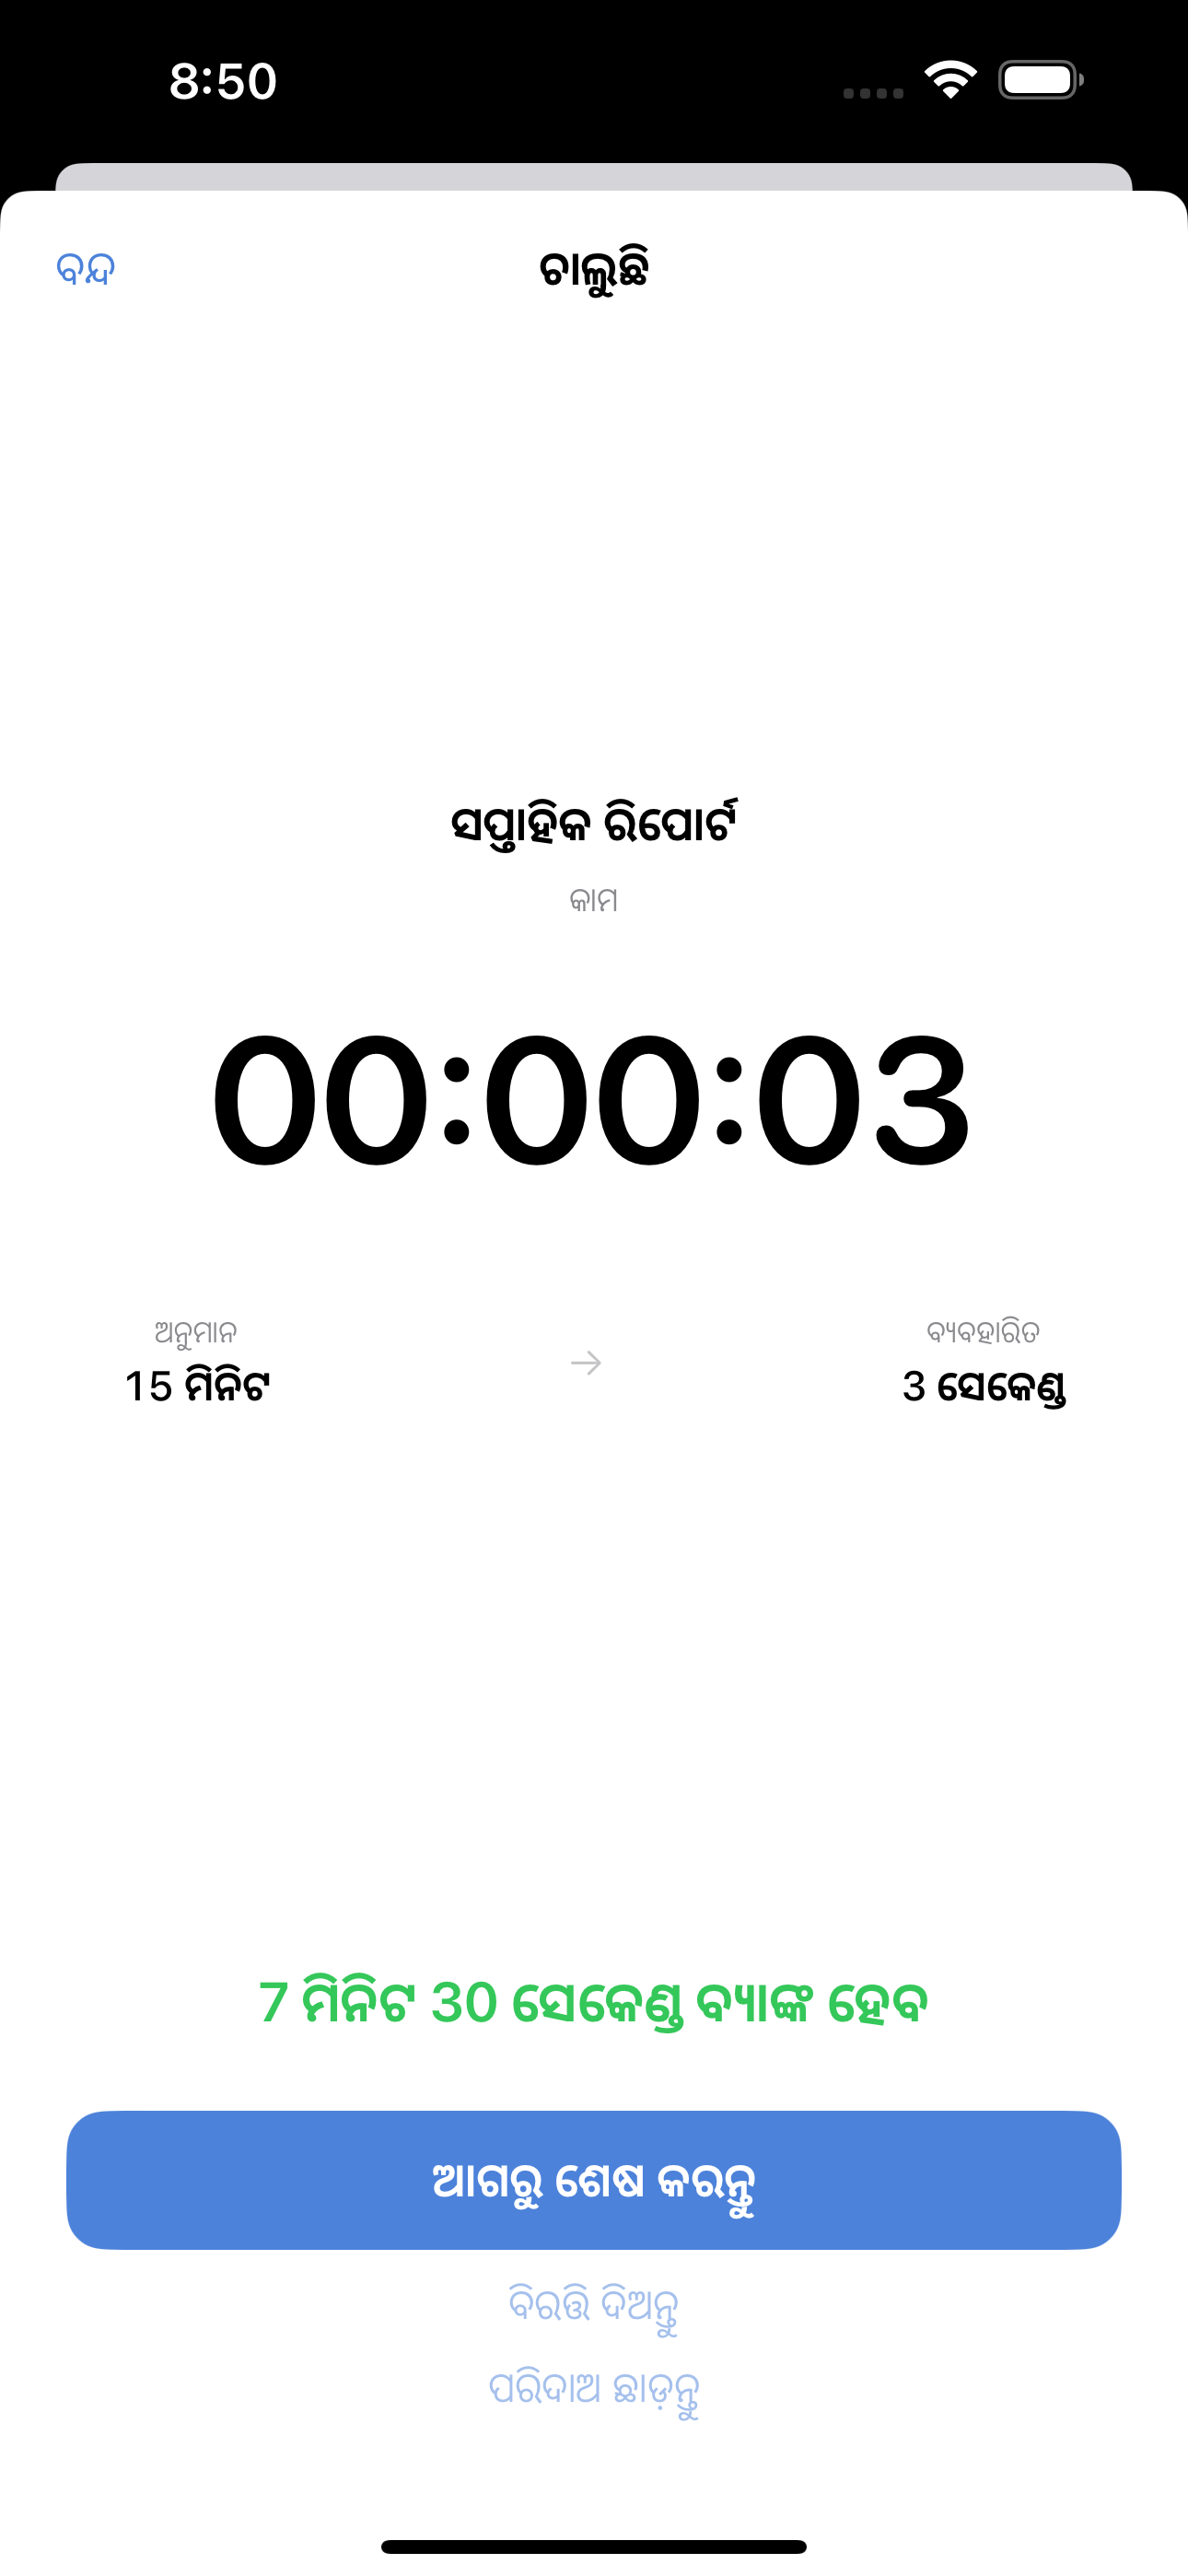 8:50
ବନ୍ଦ
ଚାଲୁଛି
ସପ୍ତାହିକ ରିପୋର୍ଟ
କାମ
00:00:03
ଅନୁମାନ
15 ମିନିଟ
ବ୍ୟବହାରିତ
3 ସେକେଣ୍ଡ
7 ମିନିଟ 30 ସେକେଣ୍ଡ ବ୍ୟାଙ୍କ ହେବ
ଆଗରୁ ଶେଷ କରନ୍ତୁ
ବିରତ୍ତି ଦିଅନ୍ତୁ
ପରିଦାଅ ଛାଡ଼ନ୍ତୁ